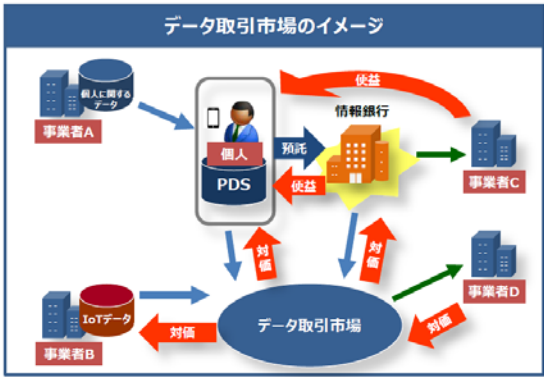 データ取引市場のイメージ
個人に関する
データ
事業者A
個人
PDS
預託
便益
情報銀行
便益
事業者C
対価
対価
IoTデータ
事業者B
対価
データ取引市場
対価
事業者D